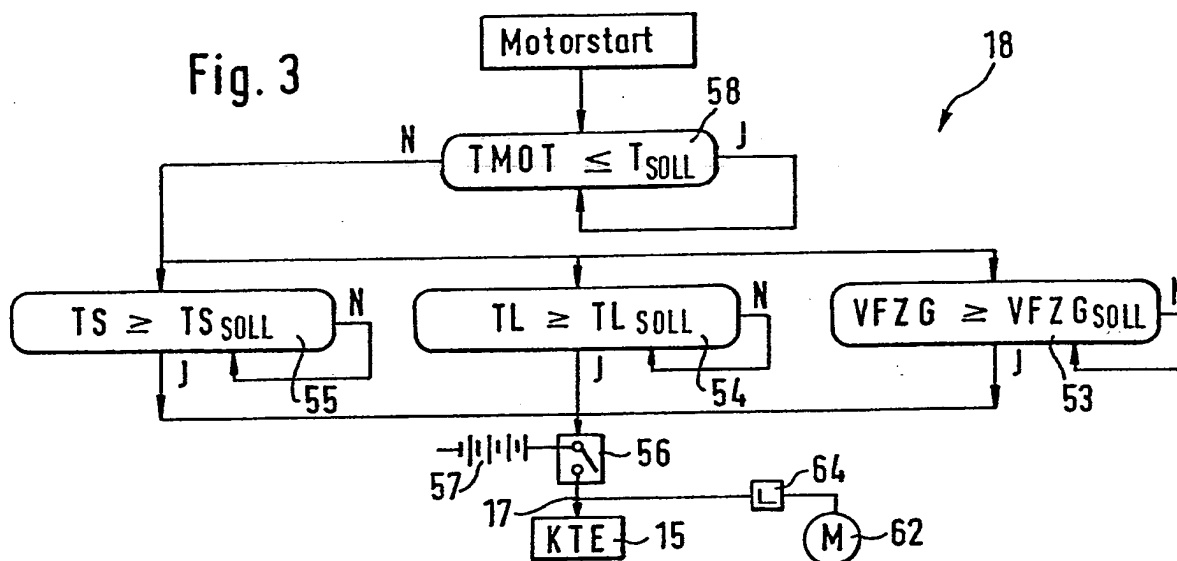 Motorstart
Fig. 3
18
58
N
J
TMOT ≤ TSOLL
N
N
N
TS ≥ TSSOLL
TL ≥ TLSOLL
VFZG ≥ VFZGSOLL
J
55
J
54
J
53
57
56
64
17
KTE
15
M
62